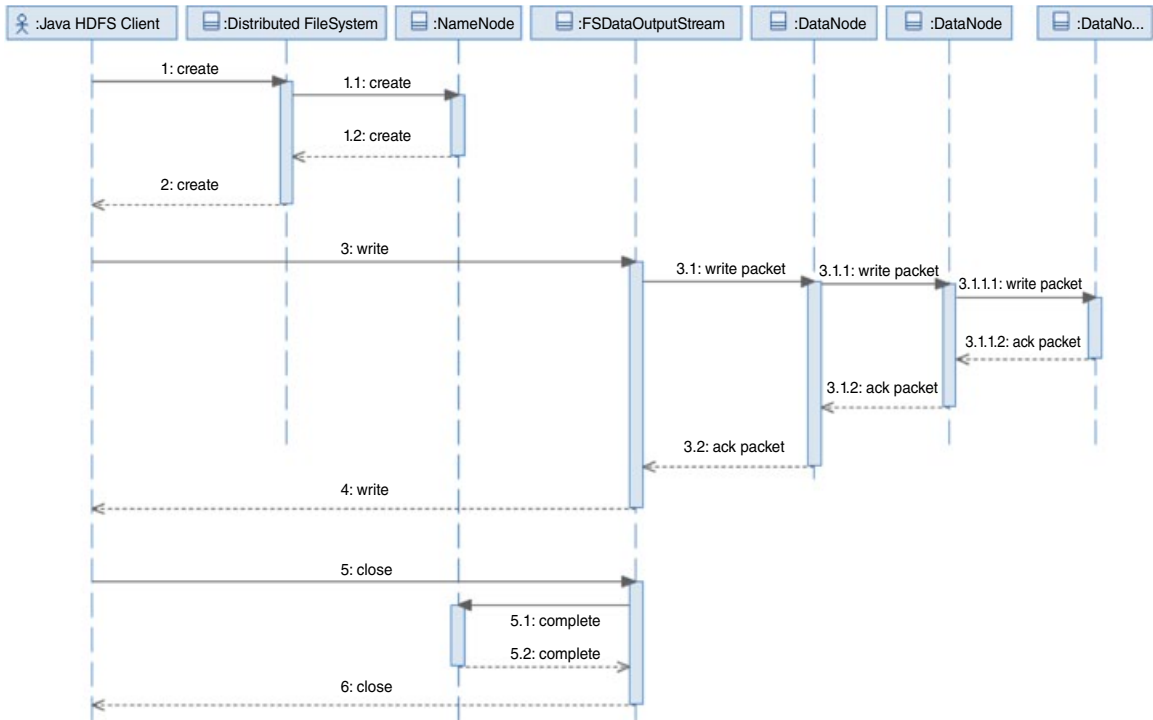 :Java HDFS Client
:Distributed FileSystem
:NameNode
:FSDataOutputStream
:DataNode
:DataNode
:DataNo...
1: create
1.1: create
1.2: create
2: create
3: write
3.1: write packet
3.1.1: write packet
3.1.1.1: write packet
3.1.1.2: ack packet
3.1.2: ack packet
3.2: ack packet
4: write
5: close
5.1: complete
5.2: complete
6: close